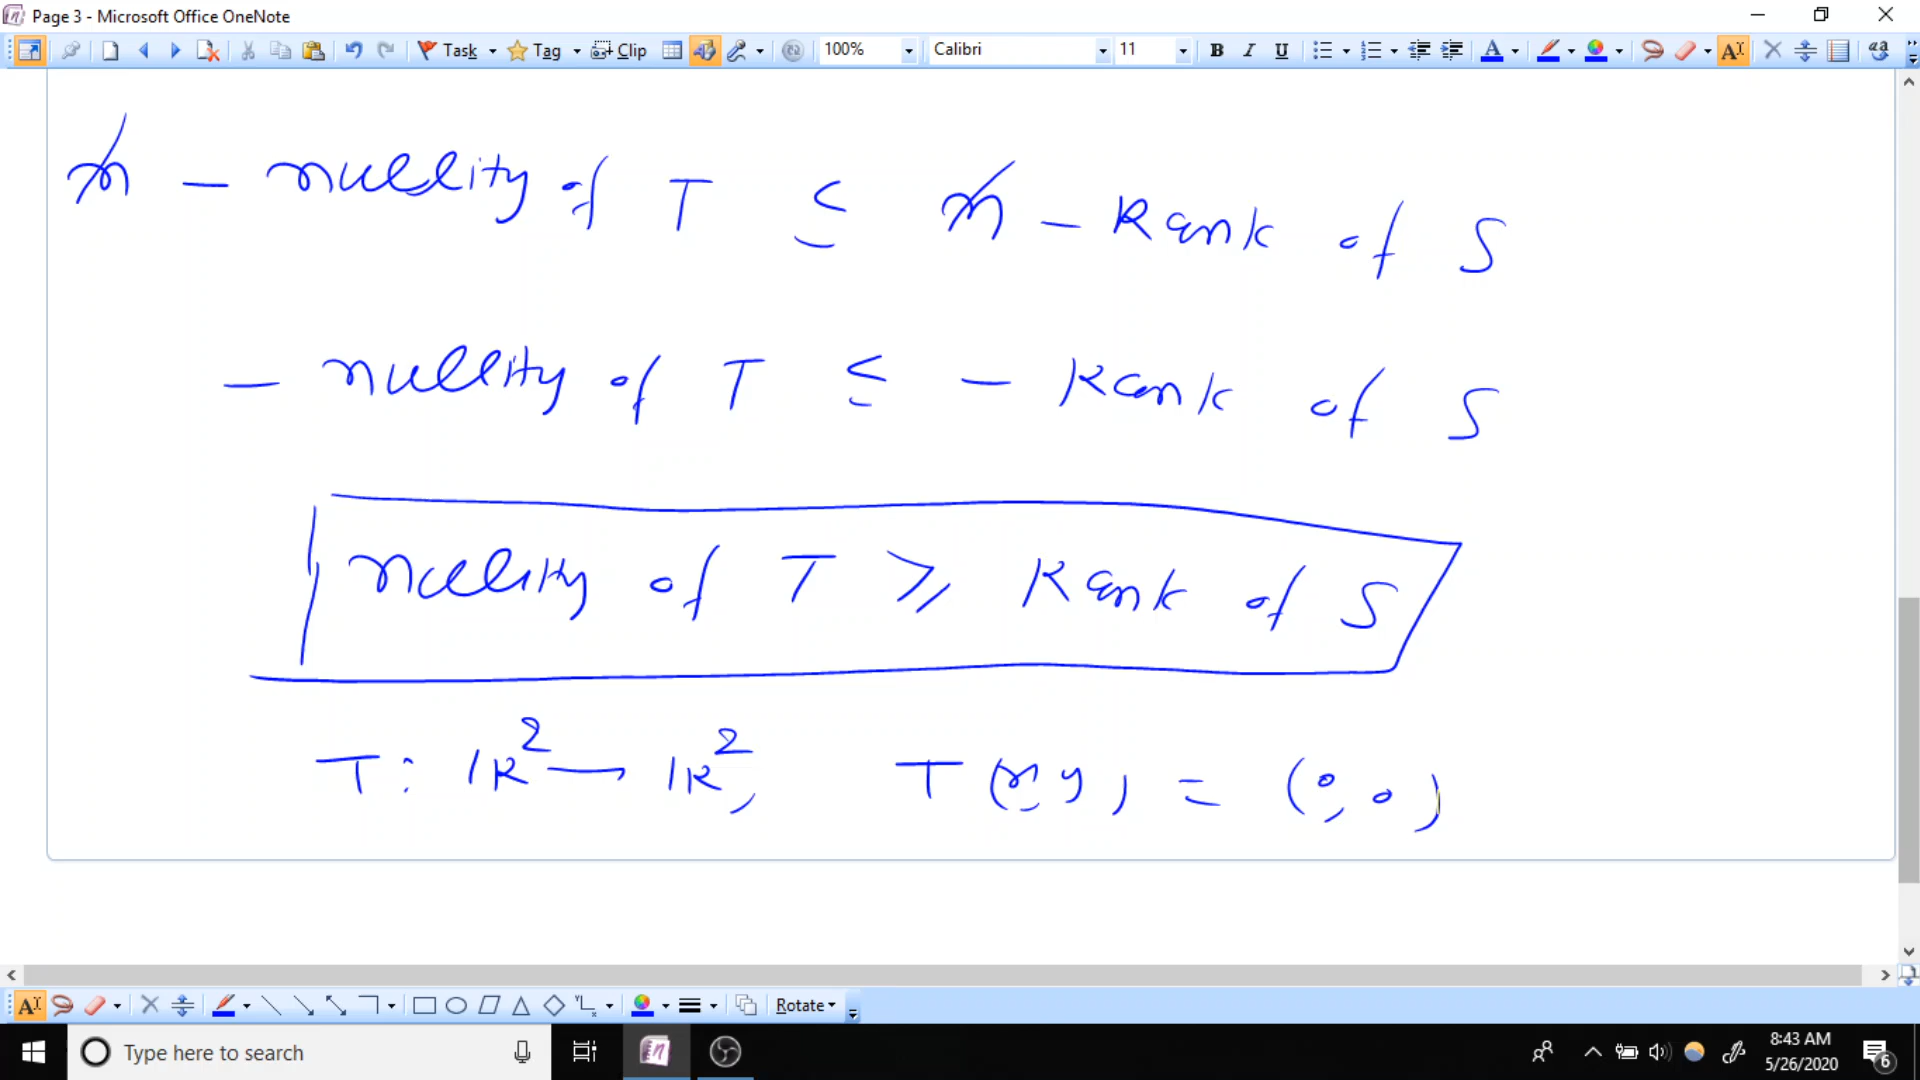 Page 3 - Microsoft Office OneNote
Task Tag Clip 100% Calibri 11 B I U A
n - nullity of T ≤ n - Rank of S
- nullity of T ≤ - Rank of S
nullity of T ≥ Rank of S
T: ℝ² — ℝ², T(x, y) = (0, 0)
Rotate
Type here to search
8:43 AM
5/26/2020
6